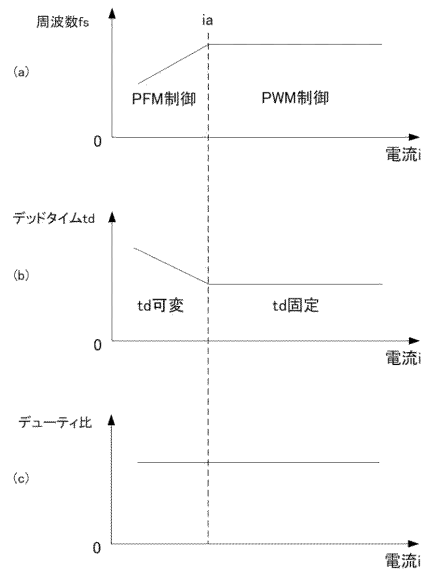 周波数fs
ia
(a)
PFM制御
PWM制御
0
電流i
デッドタイムtd
(b)
td可変
td固定
0
電流i
デューティ比
(c)
0
電流i